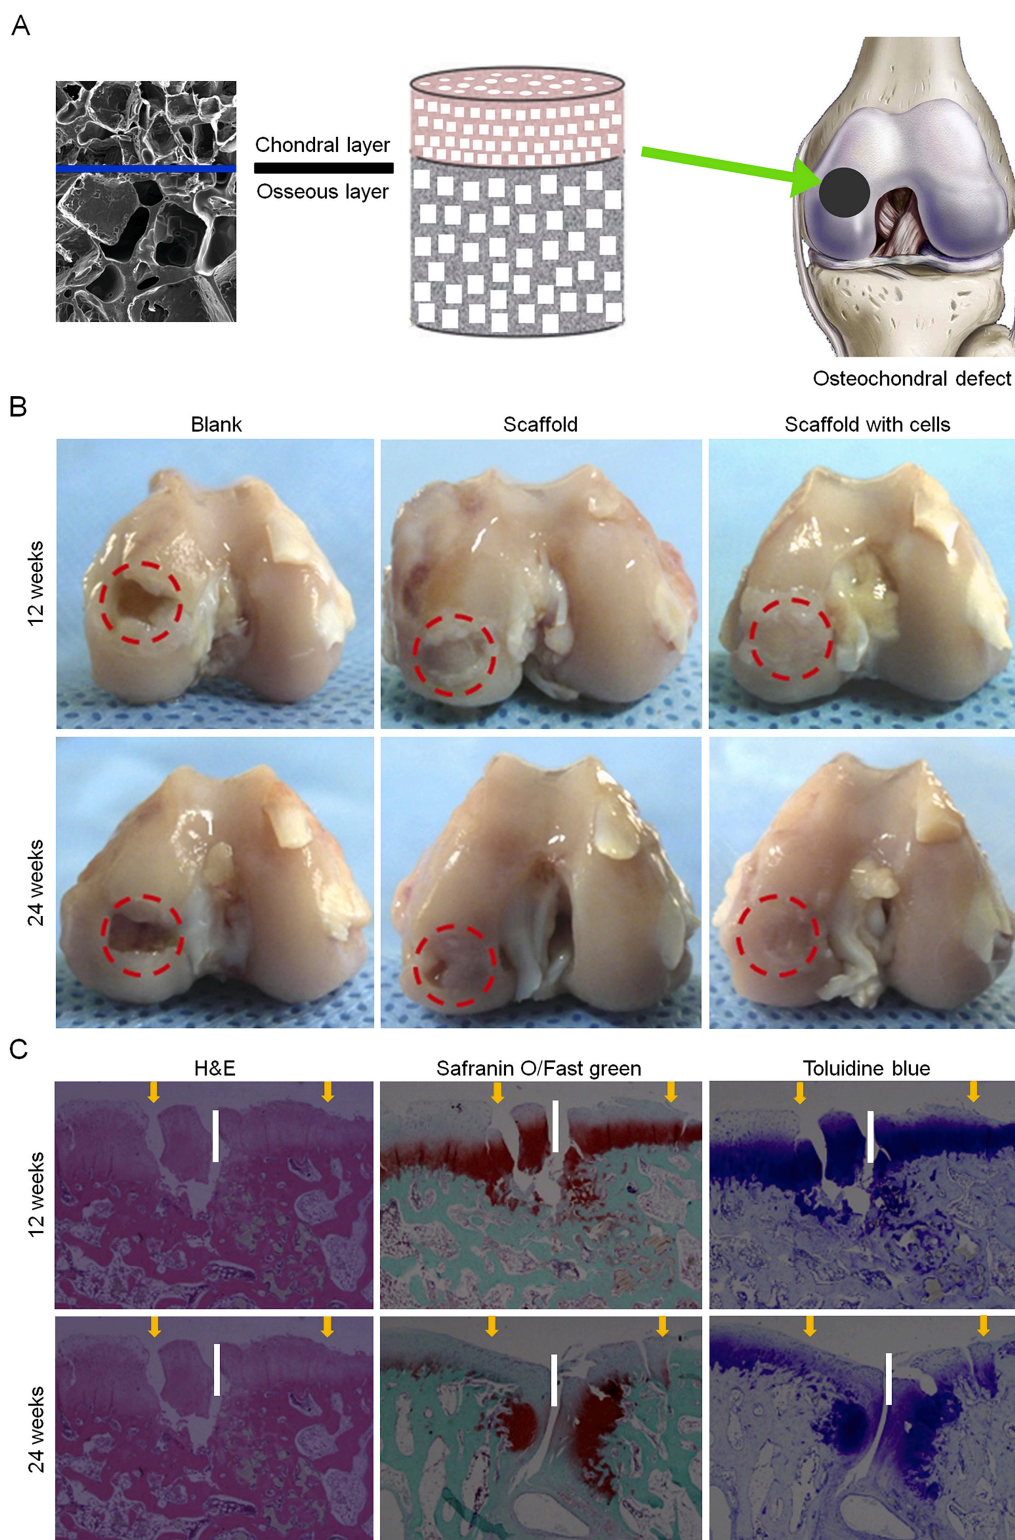 A
Chondral layer
Osseous layer
Osteochondral defect
B
Blank
Scaffold
Scaffold with cells
12 weeks
24 weeks
C
H&E
Safranin O/Fast green
Toluidine blue
12 weeks
24 weeks